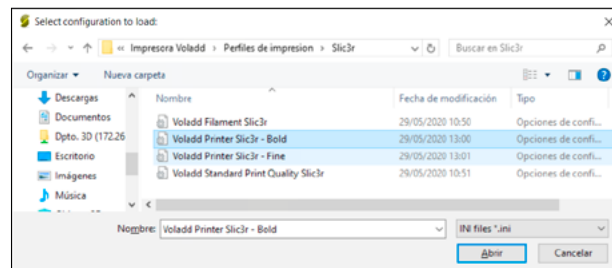 Select configuration to load:
« Impresora Voladd › Perfiles de impresion › Slic3r
Buscar en Slic3r
Organizar
Nueva carpeta
Nombre
Fecha de modificación
Tipo
Descargas
Documentos
Dpto. 3D (172.26
Escritorio
Imágenes
Música
Voladd Filament Slic3r 29/05/2020 10:50 Opciones de confi...
Voladd Printer Slic3r - Bold 29/05/2020 13:00 Opciones de confi...
Voladd Printer Slic3r - Fine 29/05/2020 13:01 Opciones de confi...
Voladd Standard Print Quality Slic3r 29/05/2020 10:51 Opciones de confi...
Nombre: Voladd Printer Slic3r - Bold
INI files *.ini
Abrir
Cancelar